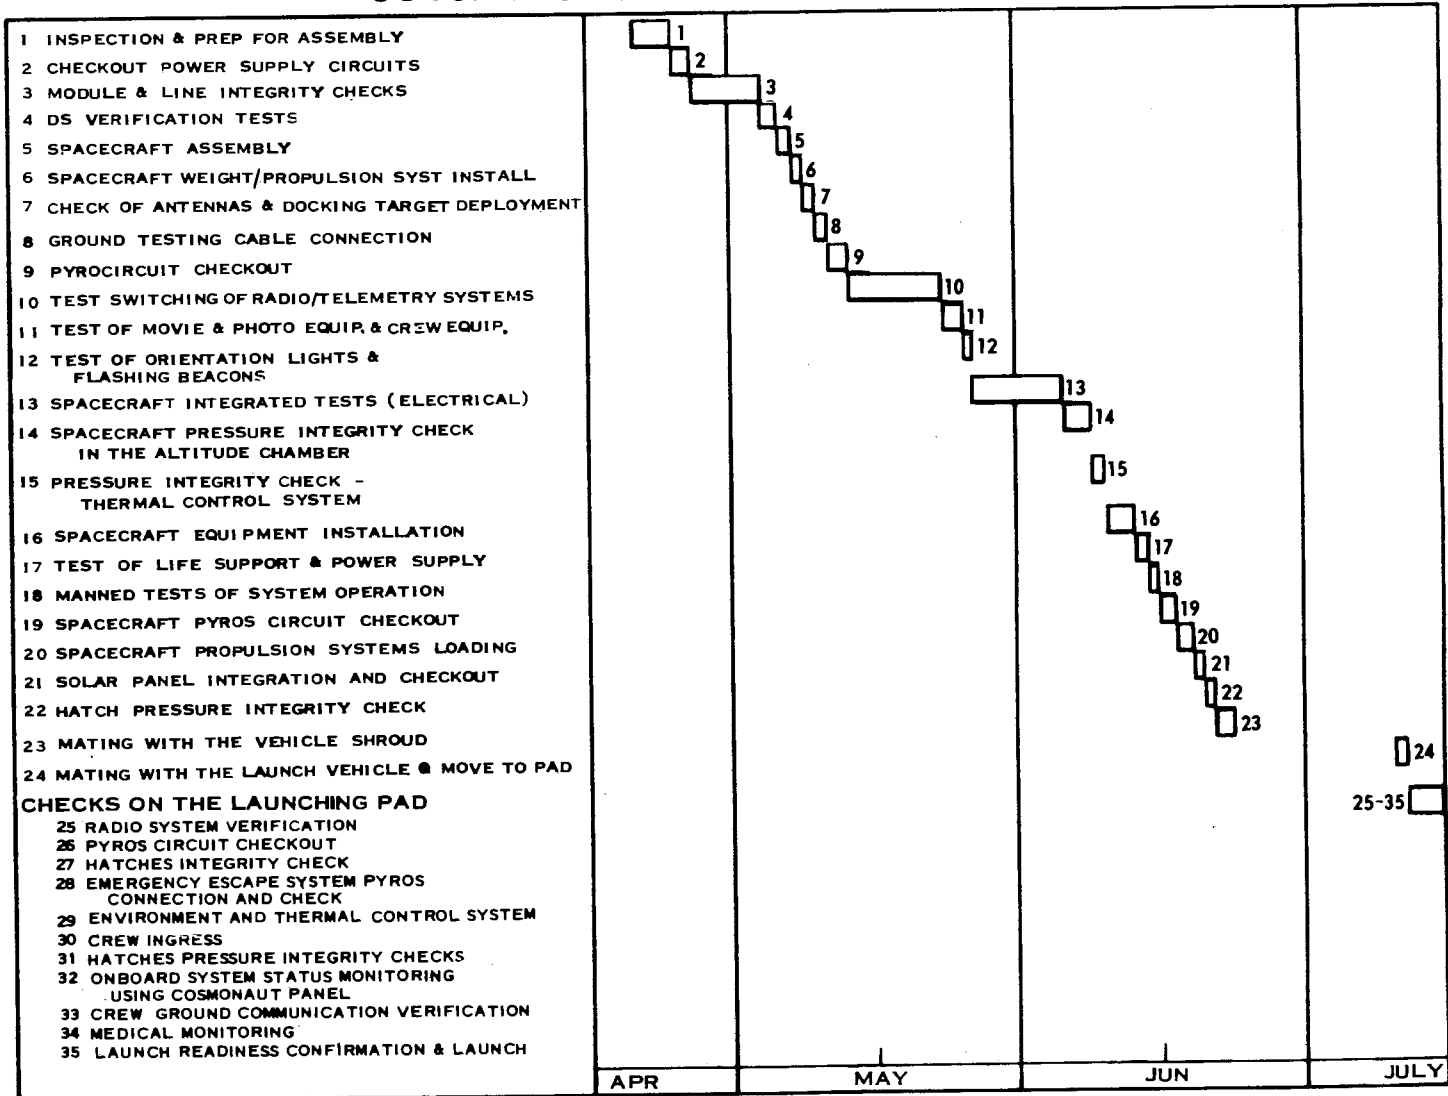 1 INSPECTION & PREP FOR ASSEMBLY
2 CHECKOUT POWER SUPPLY CIRCUITS
3 MODULE & LINE INTEGRITY CHECKS
4 DS VERIFICATION TESTS
5 SPACECRAFT ASSEMBLY
6 SPACECRAFT WEIGHT/PROPULSION SYST INSTALL
7 CHECK OF ANTENNAS & DOCKING TARGET DEPLOYMENT
8 GROUND TESTING CABLE CONNECTION
9 PYROCIRCUIT CHECKOUT
10 TEST SWITCHING OF RADIO/TELEMETRY SYSTEMS
11 TEST OF MOVIE & PHOTO EQUIP. & CREW EQUIP.
12 TEST OF ORIENTATION LIGHTS &
FLASHING BEACONS
13 SPACECRAFT INTEGRATED TESTS (ELECTRICAL)
14 SPACECRAFT PRESSURE INTEGRITY CHECK
IN THE ALTITUDE CHAMBER
15 PRESSURE INTEGRITY CHECK -
THERMAL CONTROL SYSTEM
16 SPACECRAFT EQUIPMENT INSTALLATION
17 TEST OF LIFE SUPPORT & POWER SUPPLY
18 MANNED TESTS OF SYSTEM OPERATION
19 SPACECRAFT PYROS CIRCUIT CHECKOUT
20 SPACECRAFT PROPULSION SYSTEMS LOADING
21 SOLAR PANEL INTEGRATION AND CHECKOUT
22 HATCH PRESSURE INTEGRITY CHECK
23 MATING WITH THE VEHICLE SHROUD
24 MATING WITH THE LAUNCH VEHICLE & MOVE TO PAD
CHECKS ON THE LAUNCHING PAD
25 RADIO SYSTEM VERIFICATION
26 PYROS CIRCUIT CHECKOUT
27 HATCHES INTEGRITY CHECK
28 EMERGENCY ESCAPE SYSTEM PYROS
CONNECTION AND CHECK
29 ENVIRONMENT AND THERMAL CONTROL SYSTEM
30 CREW INGRESS
31 HATCHES PRESSURE INTEGRITY CHECKS
32 ONBOARD SYSTEM STATUS MONITORING
USING COSMONAUT PANEL
33 CREW GROUND COMMUNICATION VERIFICATION
34 MEDICAL MONITORING
35 LAUNCH READINESS CONFIRMATION & LAUNCH
1
2
3
4
5
6
7
8
9
10
11
12
13
14
15
16
17
18
19
20
21
22
23
24
25-35
APR MAY JUN JULY